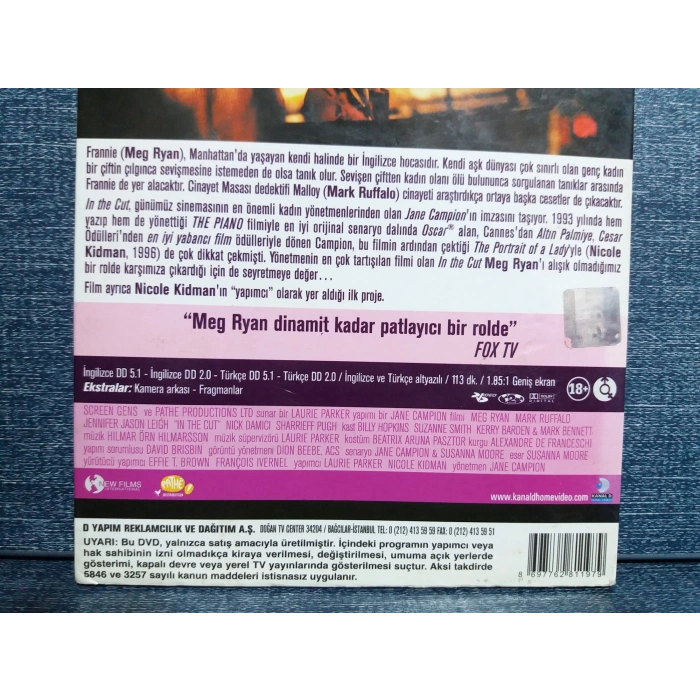 Frannie (Meg Ryan), Manhattan'da yaşayan kendi halinde bir İngilizce hocasıdır. Kendi aşk dünyası çok sınırlı olan genç kadın
bir çiftin çılgınca sevişmesine istemeden de olsa tanık olur. Sevişen çiftten kadın olanı ölü bulununca sorgulanan tanıklar arasında
Frannie de yer alacaktır. Cinayet Masası dedektifi Malloy (Mark Ruffalo) cinayeti araştırdıkça ortaya başka cesetler de çıkacaktır.
In the Cut, günümüz sinemasının en önemli kadın yönetmenlerinden olan Jane Campion'ın imzasını taşıyor. 1993 yılında hem
yazıp hem de yönettiği THE PIANO filmiyle en iyi orijinal senaryo dalında Oscar® alan, Cannes'dan Altın Palmiye, Cesar
Ödülleri'nden en iyi yabancı film ödülleriyle dönen Campion, bu filmin ardından çektiği The Portrait of a Lady'yle (Nicole
Kidman, 1996) de çok dikkat çekmişti. Yönetmenin en çok tartışılan filmi olan In the Cut Meg Ryan'ı alışık olmadığımız
bir rolde karşımıza çıkardığı için de seyretmeye değer...
Film ayrıca Nicole Kidman'ın "yapımcı" olarak yer aldığı ilk proje.
"Meg Ryan dinamit kadar patlayıcı bir rolde"
FOX TV
İngilizce DD 5.1 - İngilizce DD 2.0 - Türkçe DD 5.1 - Türkçe DD 2.0 / İngilizce ve Türkçe altyazılı / 113 dk. / 1.85:1 Geniş ekran
Ekstralar: Kamera arkası - Fragmanlar
18+
SCREEN GENS ve PATHE PRODUCTIONS LTD sunar bir LAURIE PARKER yapımı bir JANE CAMPION filmi MEG RYAN MARK RUFFALO
JENNIFER JASON LEIGH "IN THE CUT" NICK DAMICI SHARRIEFF PUGH kast BILLY HOPKINS SUZANNE SMITH KERRY BARDEN & MARK BENNETT
müzik HILMAR ÖRN HILMARSSON müzik süpervizörü LAURIE PARKER kostüm BEATRIX ARUNA PASZTOR kurgu ALEXANDRE DE FRANCESCHI
yapım sorumlusu DAVID BRISBIN görüntü yönetmeni DION BEEBE. ACS senaryo JANE CAMPION & SUSANNA MOORE eser SUSANNA MOORE
yürütücü yapımcı EFFIE T BROWN FRANÇOIS IVERNEL yapımcı LAURIE PARKER NICOLE KIDMAN yönetmen JANE CAMPION
NEW FILMS
INTERNATIONAL
PATHE
DISTRIBUTION
www.kanaldhomevideo.com
KANAL D
D YAPIM REKLAMCILIK VE DAĞITIM A.Ş. DOĞAN TV CENTER 34204 / BAĞCILAR-İSTANBUL TEL: 0 (212) 413 59 59 FAX: 0 (212) 413 59 51
UYARI: Bu DVD, yalnızca satış amacıyla üretilmiştir. İçindeki programın yapımcı veya
hak sahibinin izni olmadıkça kiraya verilmesi, değiştirilmesi, umuma açık yerlerde
gösterimi, kapalı devre veya yerel TV yayınlarında gösterilmesi suçtur. Aksi takdirde
5846 ve 3257 sayılı kanun maddeleri istisnasız uygulanır.
8 697762 811979